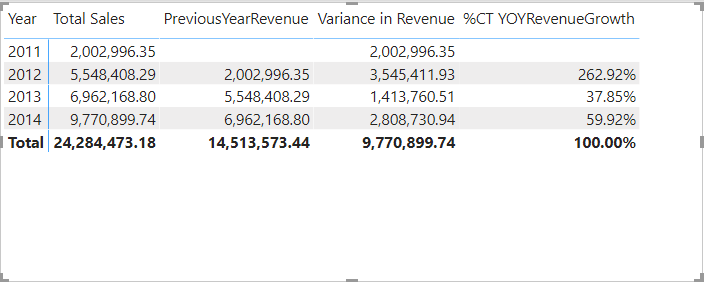 Year Total Sales PreviousYearRevenue Variance in Revenue %CT YOYRevenueGrowth
2011 2,002,996.35 2,002,996.35
2012 5,548,408.29 2,002,996.35 3,545,411.93 262.92%
2013 6,962,168.80 5,548,408.29 1,413,760.51 37.85%
2014 9,770,899.74 6,962,168.80 2,808,730.94 59.92%
Total 24,284,473.18 14,513,573.44 9,770,899.74 100.00%